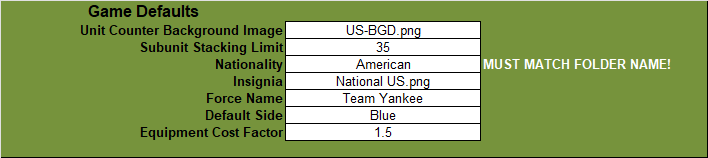 Game Defaults
Unit Counter Background Image US-BGD.png
Subunit Stacking Limit 35
Nationality American MUST MATCH FOLDER NAME!
Insignia National US.png
Force Name Team Yankee
Default Side Blue
Equipment Cost Factor 1.5